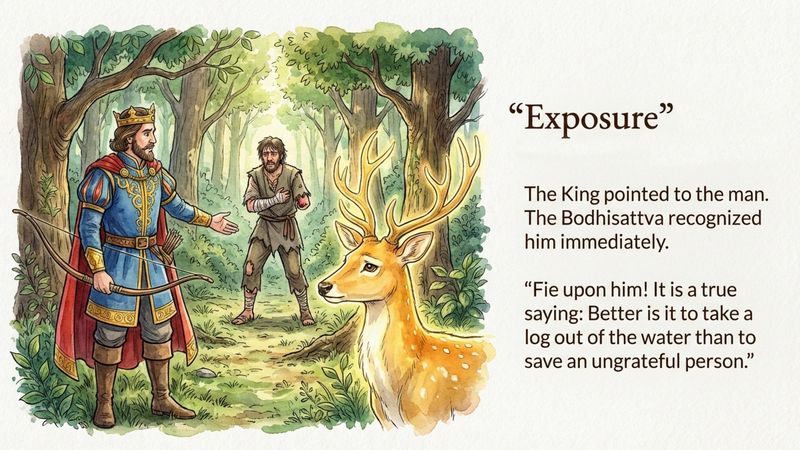 “Exposure”
The King pointed to the man.
The Bodhisattva recognized
him immediately.
“Fie upon him! It is a true
saying: Better is it to take a
log out of the water than to
save an ungrateful person.”